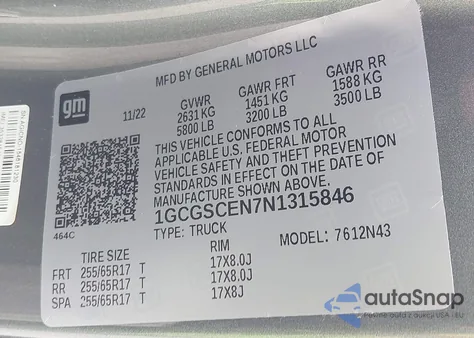 MFD BY GENERAL MOTORS LLC
gm
11/22
GVWR GAWR FRT GAWR RR
2631 KG 1451 KG 1588 KG
5800 LB 3200 LB 3500 LB
THIS VEHICLE CONFORMS TO ALL
APPLICABLE U.S. FEDERAL MOTOR
VEHICLE SAFETY AND THEFT PREVENTION
STANDARDS IN EFFECT ON THE DATE OF
MANUFACTURE SHOWN ABOVE.
1GCGSCEN7N1315846
464C
TYPE: TRUCK MODEL: 7612N43
TIRE SIZE RIM
FRT 255/65R17 T 17X8.0J
RR 255/65R17 T 17X8.0J
SPA 255/65R17 T 17X8J
autoSnap